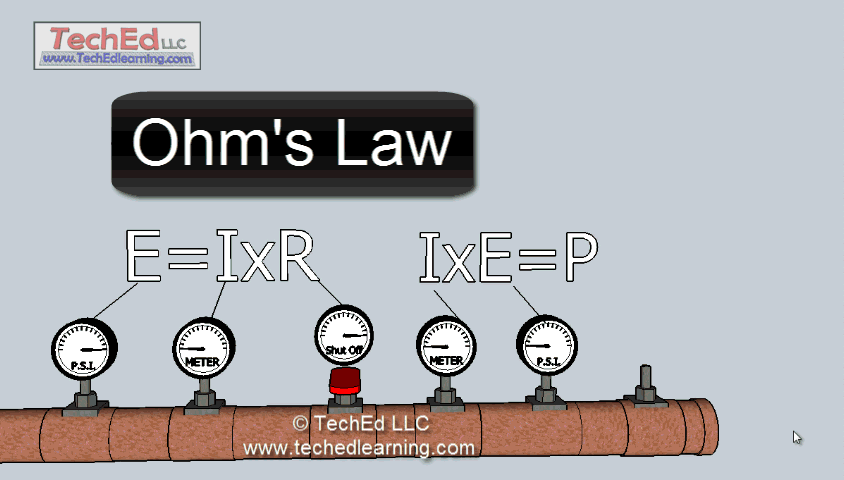 TechEd LLC
www.TechEdlearning.com
Ohm's Law
E=IxR IxE=P
P.S.I. METER Shut Off METER P.S.I.
© TechEd LLC
www.techedlearning.com